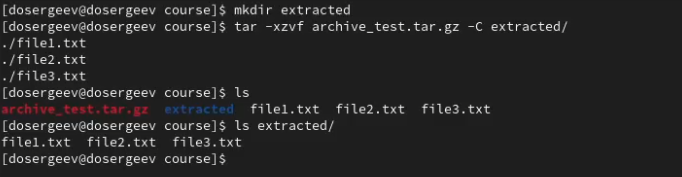 [dosergeev@dosergeev course]$ mkdir extracted
[dosergeev@dosergeev course]$ tar -xzvf archive_test.tar.gz -C extracted/
./file1.txt
./file2.txt
./file3.txt
[dosergeev@dosergeev course]$ ls
archive_test.tar.gz  extracted  file1.txt  file2.txt  file3.txt
[dosergeev@dosergeev course]$ ls extracted/
file1.txt  file2.txt  file3.txt
[dosergeev@dosergeev course]$